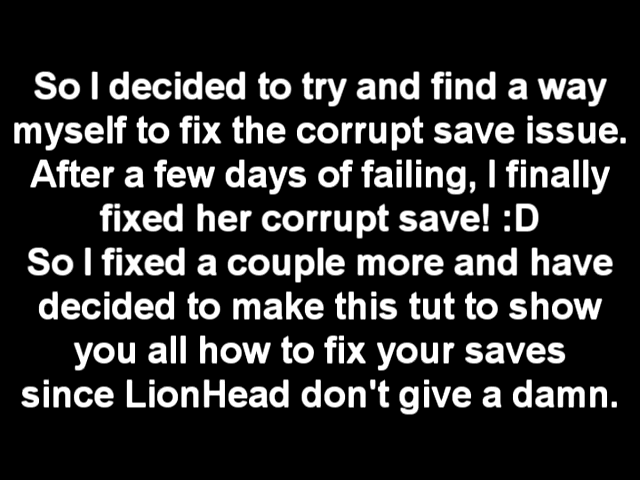 So I decided to try and find a way
myself to fix the corrupt save issue.
After a few days of failing, I finally
fixed her corrupt save! :D
So I fixed a couple more and have
decided to make this tut to show
you all how to fix your saves
since LionHead don't give a damn.